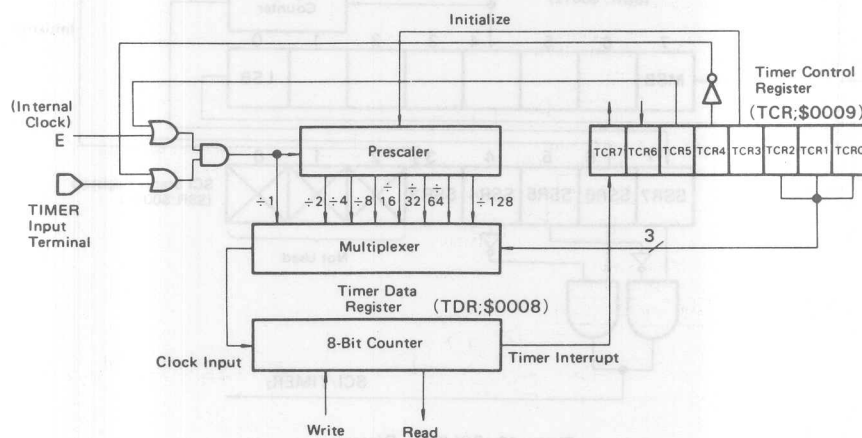 Initialize
Timer Control
Register
(TCR;$0009)
(Internal
Clock)
E
TIMER
Input
Terminal
Prescaler
TCR7 TCR6 TCR5 TCR4 TCR3 TCR2 TCR1 TCR0
÷1 ÷2 ÷4 ÷8 ÷16 ÷32 ÷64 ÷128
Multiplexer
3
Timer Data
Register
(TDR;$0008)
8-Bit Counter
Clock Input
Timer Interrupt
Write
Read